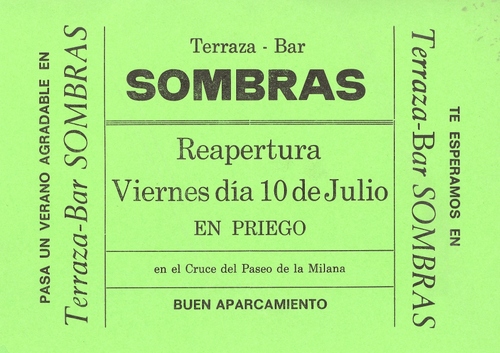 PASA UN VERANO AGRADABLE EN
Terraza-Bar SOMBRAS
Terraza - Bar
SOMBRAS
Reapertura
Viernes día 10 de Julio
EN PRIEGO
en el Cruce del Paseo de la Milana
BUEN APARCAMIENTO
TE ESPERAMOS EN
Terraza-Bar SOMBRAS